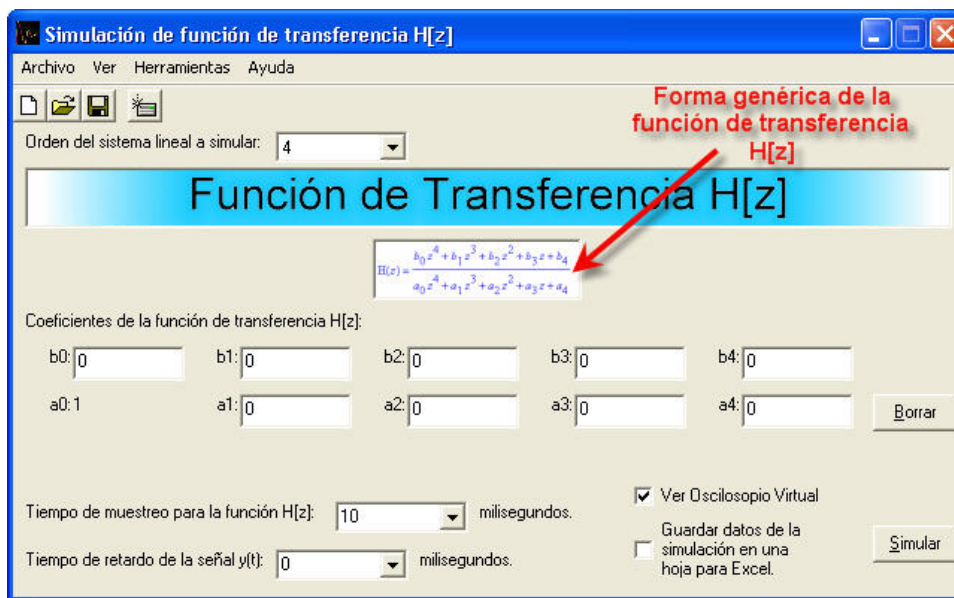 Simulación de función de transferencia H[z]
Archivo Ver Herramientas Ayuda
Forma genérica de la
función de transferencia
H[z]
Orden del sistema lineal a simular: 4
Función de Transferencia H[z]
b₀z⁴+b₁z³+b₂z²+b₃z+b₄
H(z)=
a₀z⁴+a₁z³+a₂z²+a₃z+a₄
Coeficientes de la función de transferencia H[z]:
b0: 0 b1: 0 b2: 0 b3: 0 b4: 0
a0: 1 a1: 0 a2: 0 a3: 0 a4: 0
Borrar
Tiempo de muestreo para la función H[z]: 10 milisegundos.
Ver Osciloscopio Virtual
Tiempo de retardo de la señal y(t): 0 milisegundos.
Guardar datos de la
simulación en una
hoja para Excel.
Simular